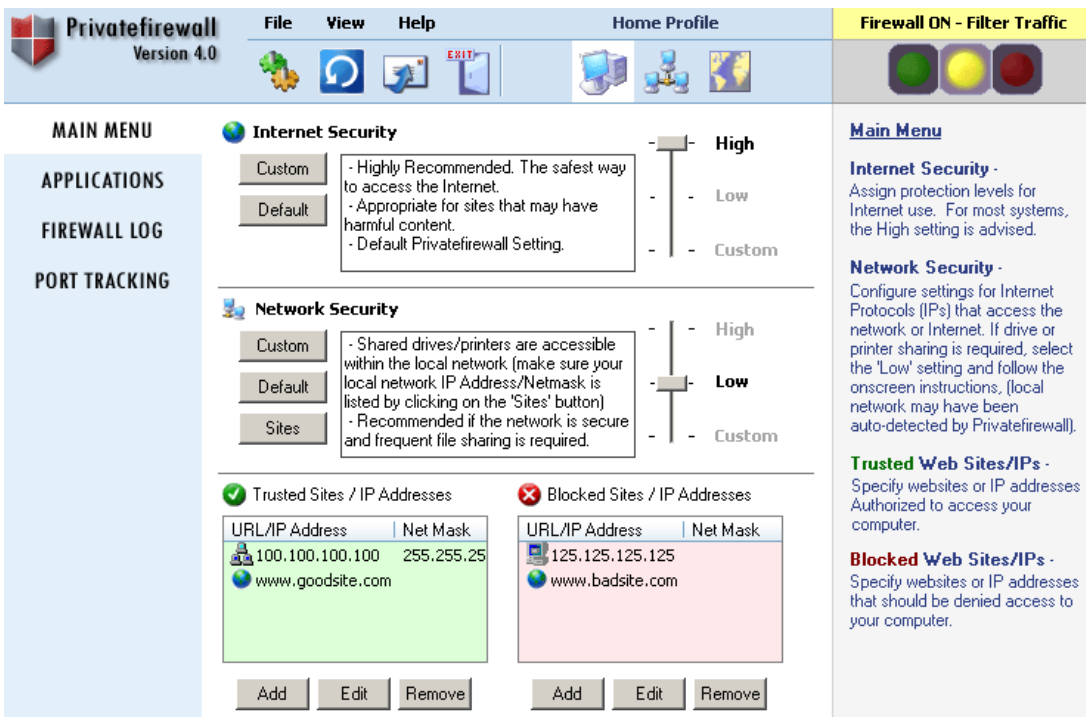 Privatefirewall
Version 4.0
File View Help
Home Profile
Firewall ON - Filter Traffic
EXIT
MAIN MENU
APPLICATIONS
FIREWALL LOG
PORT TRACKING
Internet Security
Custom
Default
- Highly Recommended. The safest way
to access the Internet.
- Appropriate for sites that may have
harmful content.
- Default Privatefirewall Setting.
High
Low
Custom
Network Security
Custom
Default
Sites
- Shared drives/printers are accessible
within the local network (make sure your
local network IP Address/Netmask is
listed by clicking on the 'Sites' button)
- Recommended if the network is secure
and frequent file sharing is required.
High
Low
Custom
Trusted Sites / IP Addresses
URL/IP Address Net Mask
100.100.100.100 255.255.25
www.goodsite.com
Add Edit Remove
Blocked Sites / IP Addresses
URL/IP Address Net Mask
125.125.125.125
www.badsite.com
Add Edit Remove
Main Menu
Internet Security -
Assign protection levels for
Internet use. For most systems,
the High setting is advised.
Network Security -
Configure settings for Internet
Protocols (IPs) that access the
network or Internet. If drive or
printer sharing is required, select
the 'Low' setting and follow the
onscreen instructions, (local
network may have been
auto-detected by Privatefirewall).
Trusted Web Sites/IPs -
Specify websites or IP addresses
Authorized to access your
computer.
Blocked Web Sites/IPs -
Specify websites or IP addresses
that should be denied access to
your computer.